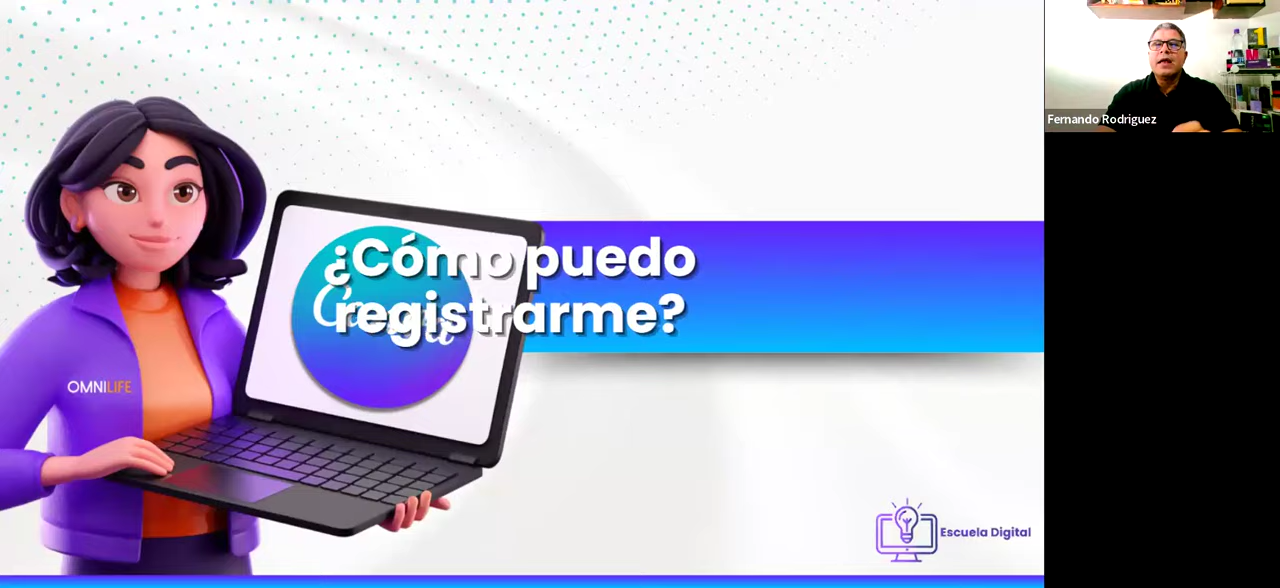 ¿Cómo puedo
registrarme?
OMNILIFE
Escuela Digital
Fernando Rodriguez